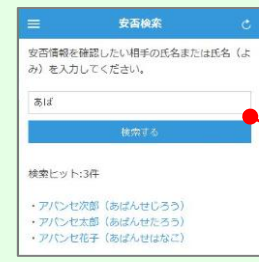 安否検索
安否情報を確認したい相手の氏名または氏名（よ
み）を入力してください。
あば
検索する
検索ヒット:3件
・アバンセ次郎（あばんせじろう）
・アバンセ太郎（あばんせたろう）
・アバンセ花子（あばんせはなこ）